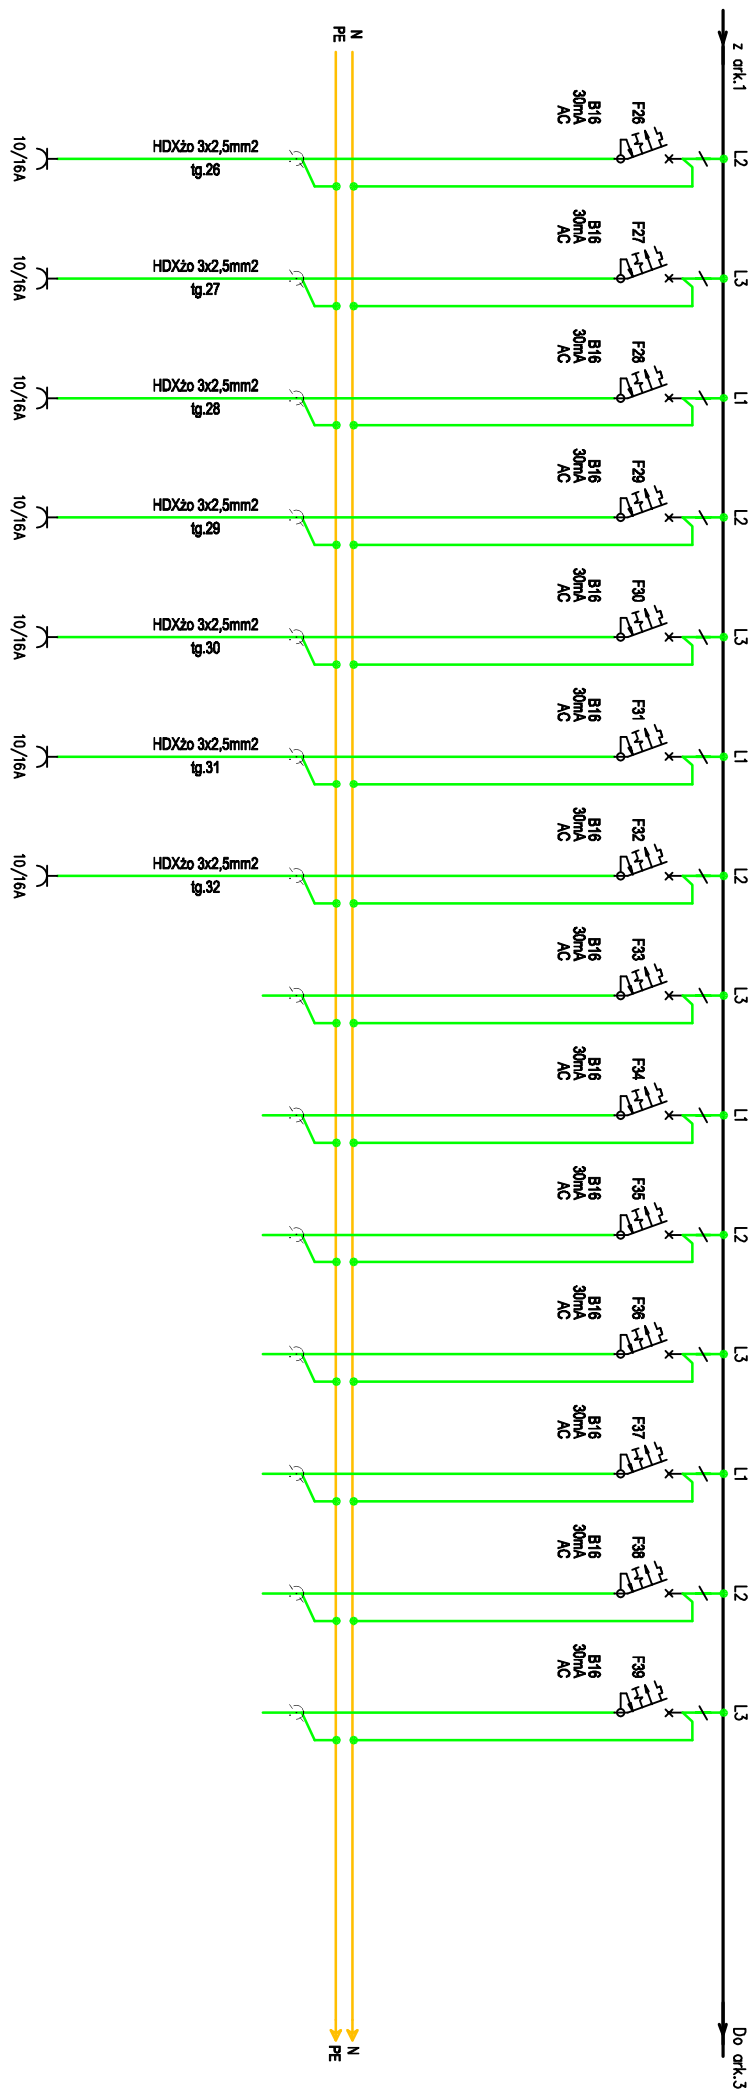 z ark.1
L2
F26
B16
30mA
AC
N
PE
HDXżo 3x2,5mm2
tg.26
10/16A
L3
F27
B16
30mA
AC
HDXżo 3x2,5mm2
tg.27
10/16A
L1
F28
B16
30mA
AC
HDXżo 3x2,5mm2
tg.28
10/16A
L2
F29
B16
30mA
AC
HDXżo 3x2,5mm2
tg.29
10/16A
L3
F30
B16
30mA
AC
HDXżo 3x2,5mm2
tg.30
10/16A
L1
F31
B16
30mA
AC
HDXżo 3x2,5mm2
tg.31
10/16A
L2
F32
B16
30mA
AC
HDXżo 3x2,5mm2
tg.32
10/16A
L3
F33
B16
30mA
AC
L1
F34
B16
30mA
AC
L2
F35
B16
30mA
AC
L3
F36
B16
30mA
AC
L1
F37
B16
30mA
AC
L2
F38
B16
30mA
AC
L3
F39
B16
30mA
AC
Do ark.3
N
PE